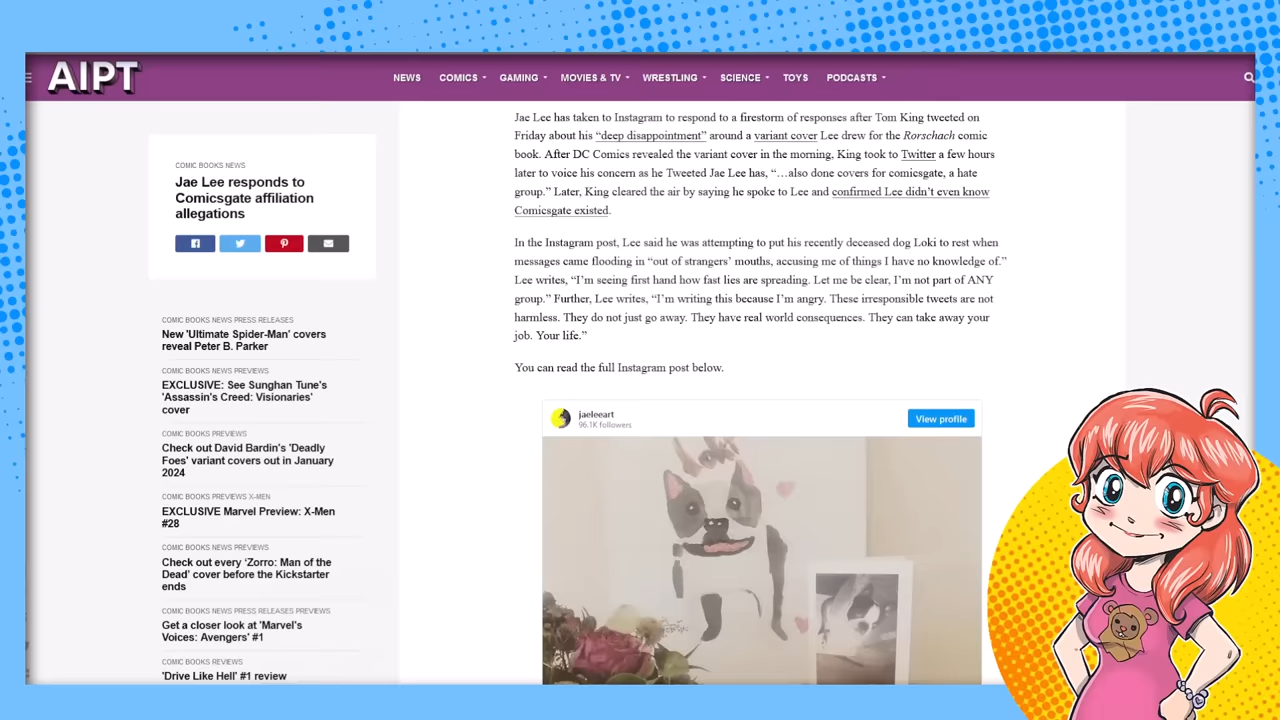 AIPT
NEWS
COMICS
GAMING
MOVIES & TV
WRESTLING
SCIENCE
TOYS
PODCASTS
COMIC BOOKS NEWS
Jae Lee responds to
Comicsgate affiliation
allegations
COMIC BOOKS NEWS PRESS RELEASES
New 'Ultimate Spider-Man' covers
reveal Peter B. Parker
COMIC BOOKS NEWS PREVIEWS
EXCLUSIVE: See Sunghan Tune's
'Assassin's Creed: Visionaries'
cover
COMIC BOOKS PREVIEWS
Check out David Bardin's 'Deadly
Foes' variant covers out in January
2024
COMIC BOOKS PREVIEWS X-MEN
EXCLUSIVE Marvel Preview: X-Men
#28
COMIC BOOKS NEWS PREVIEWS
Check out every ‘Zorro: Man of the
Dead’ cover before the Kickstarter
ends
COMIC BOOKS NEWS PRESS RELEASES PREVIEWS
Get a closer look at 'Marvel's
Voices: Avengers' #1
COMIC BOOKS REVIEWS
'Drive Like Hell' #1 review
Jae Lee has taken to Instagram to respond to a firestorm of responses after Tom King tweeted on
Friday about his “deep disappointment” around a variant cover Lee drew for the Rorschach comic
book. After DC Comics revealed the variant cover in the morning, King took to Twitter a few hours
later to voice his concern as he Tweeted Jae Lee has, “…also done covers for comicsgate, a hate
group.” Later, King cleared the air by saying he spoke to Lee and confirmed Lee didn’t even know
Comicsgate existed.
In the Instagram post, Lee said he was attempting to put his recently deceased dog Loki to rest when
messages came flooding in “out of strangers’ mouths, accusing me of things I have no knowledge of.”
Lee writes, “I’m seeing first hand how fast lies are spreading. Let me be clear, I’m not part of ANY
group.” Further, Lee writes, “I’m writing this because I’m angry. These irresponsible tweets are not
harmless. They do not just go away. They have real world consequences. They can take away your
job. Your life.”
You can read the full Instagram post below.
jaeleeart
96.1K followers
View profile